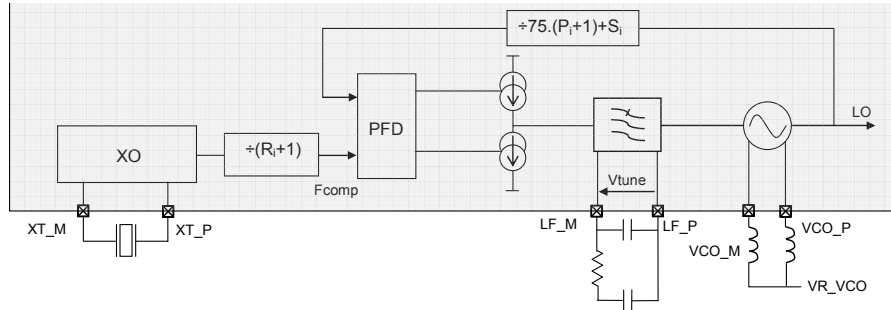 ÷75.(Pi+1)+Si
LO
PFD
XO
÷(Ri+1)
Fcomp
Vtune
XT_M
XT_P
LF_M
LF_P
VCO_M
VCO_P
VR_VCO